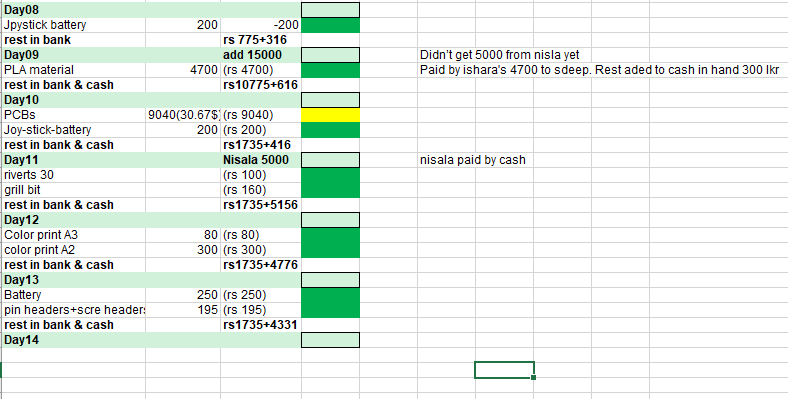 Day08
Jpystick battery 200 -200
rest in bank rs 775+316
Day09 add 15000 Didn't get 5000 from nisla yet
PLA material 4700 (rs 4700) Paid by ishara's 4700 to sdeep. Rest aded to cash in hand 300 lkr
rest in bank & cash rs10775+616
Day10
PCBs 9040(30.67$) (rs 9040)
Joy-stick-battery 200 (rs 200)
rest in bank & cash rs1735+416
Day11 Nisala 5000 nisala paid by cash
riverts 30 (rs 100)
grill bit (rs 160)
rest in bank & cash rs1735+5156
Day12
Color print A3 80 (rs 80)
color print A2 300 (rs 300)
rest in bank & cash rs1735+4776
Day13
Battery 250 (rs 250)
pin headers+scre header 195 (rs 195)
rest in bank & cash rs1735+4331
Day14